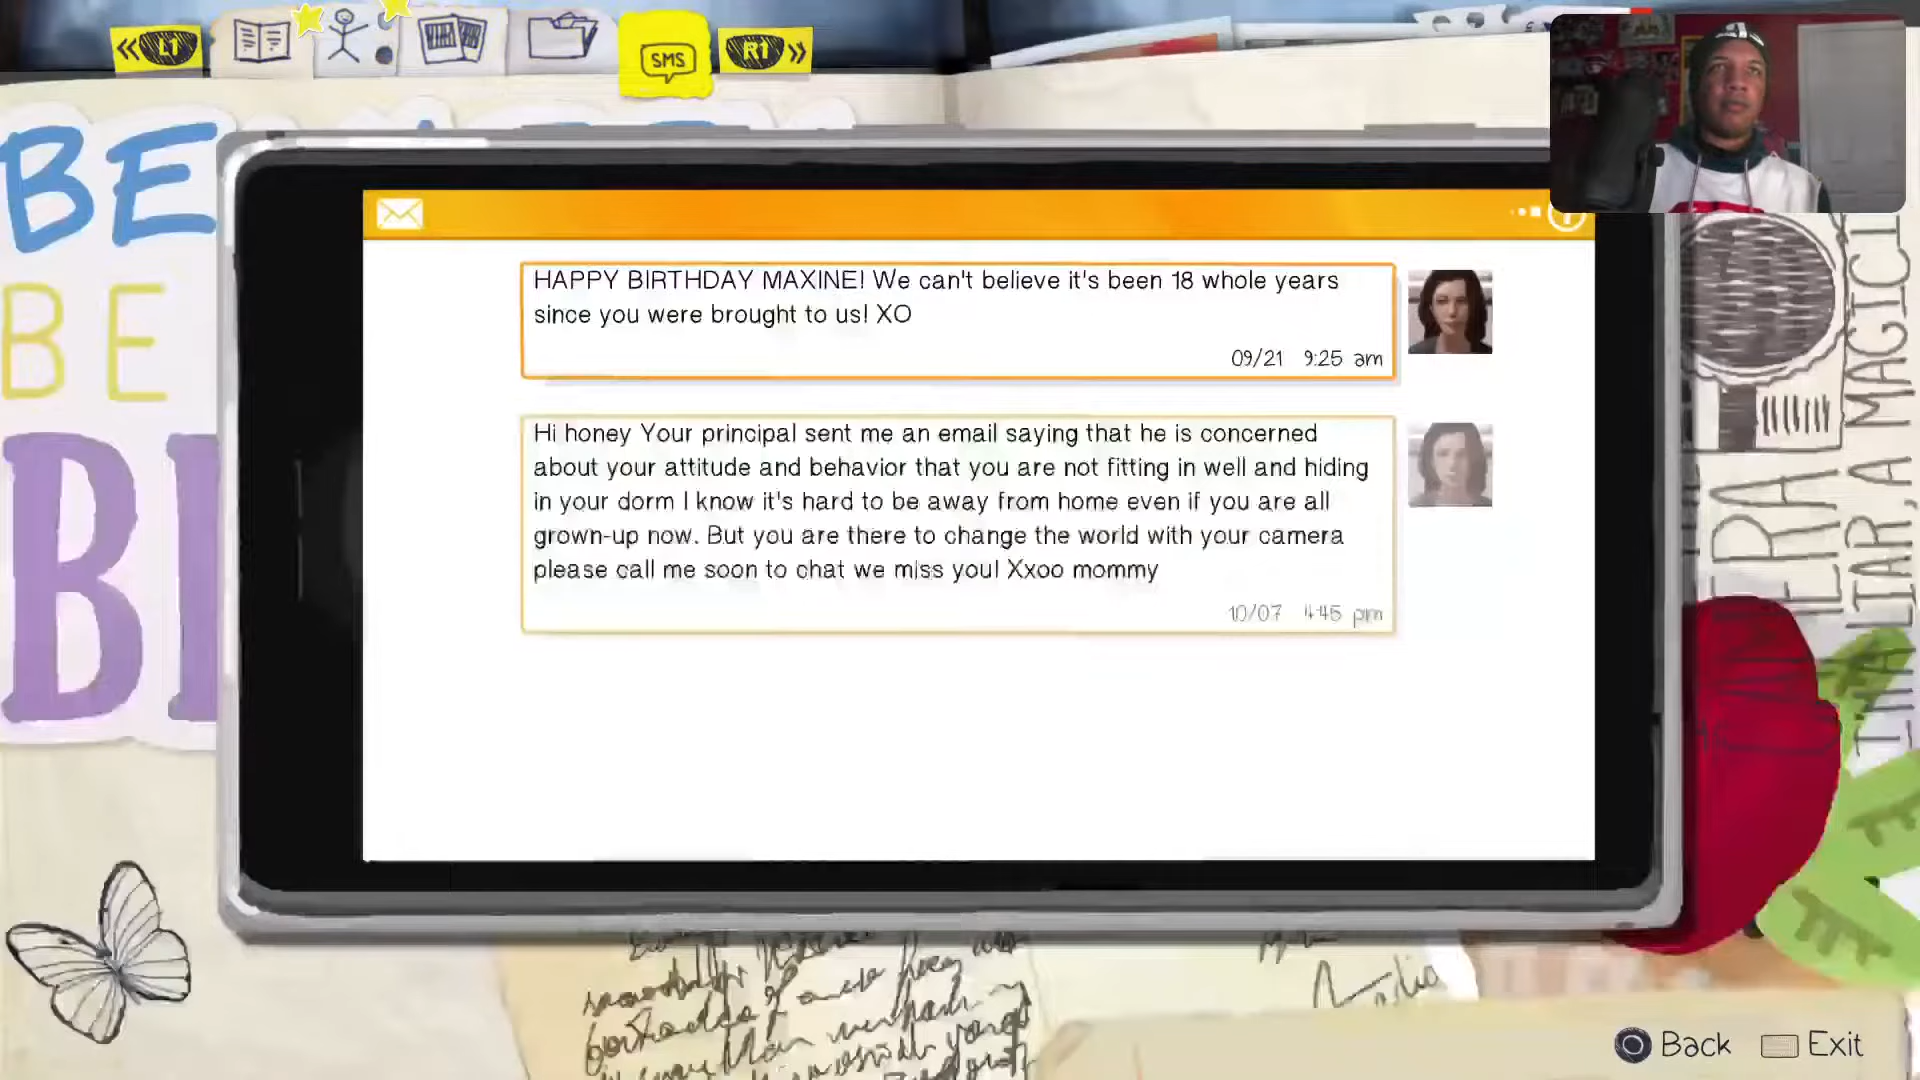 L1
SMS
R1
BE
BE
HAPPY BIRTHDAY MAXINE! We can't believe it's been 18 whole years
since you were brought to us! XO
09/21 9:25 am
Hi honey Your principal sent me an email saying that he is concerned
about your attitude and behavior that you are not fitting in well and hiding
in your dorm I know it's hard to be away from home even if you are all
grown-up now. But you are there to change the world with your camera
please call me soon to chat we miss you! Xxoo mommy
10/07 4:45 pm
LIAR, A MAGICI
Back
Exit